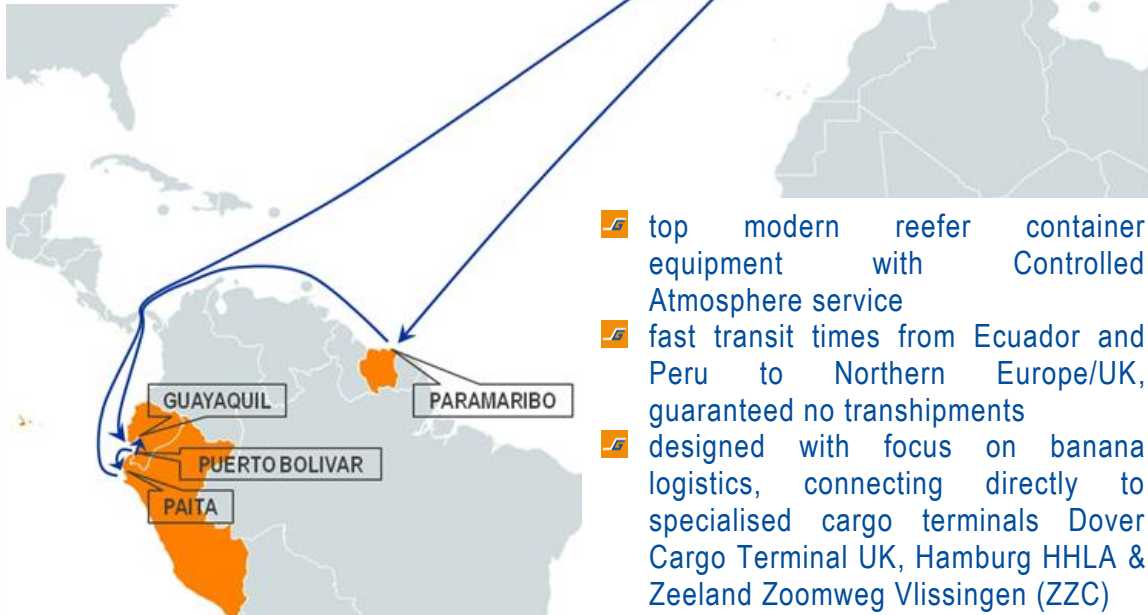 top modern reefer container
equipment with Controlled
Atmosphere service
fast transit times from Ecuador and
Peru to Northern Europe/UK,
guaranteed no transhipments
designed with focus on banana
logistics, connecting directly to
specialised cargo terminals Dover
Cargo Terminal UK, Hamburg HHLA &
Zeeland Zoomweg Vlissingen (ZZC)
GUAYAQUIL
PARAMARIBO
PUERTO BOLIVAR
PAITA